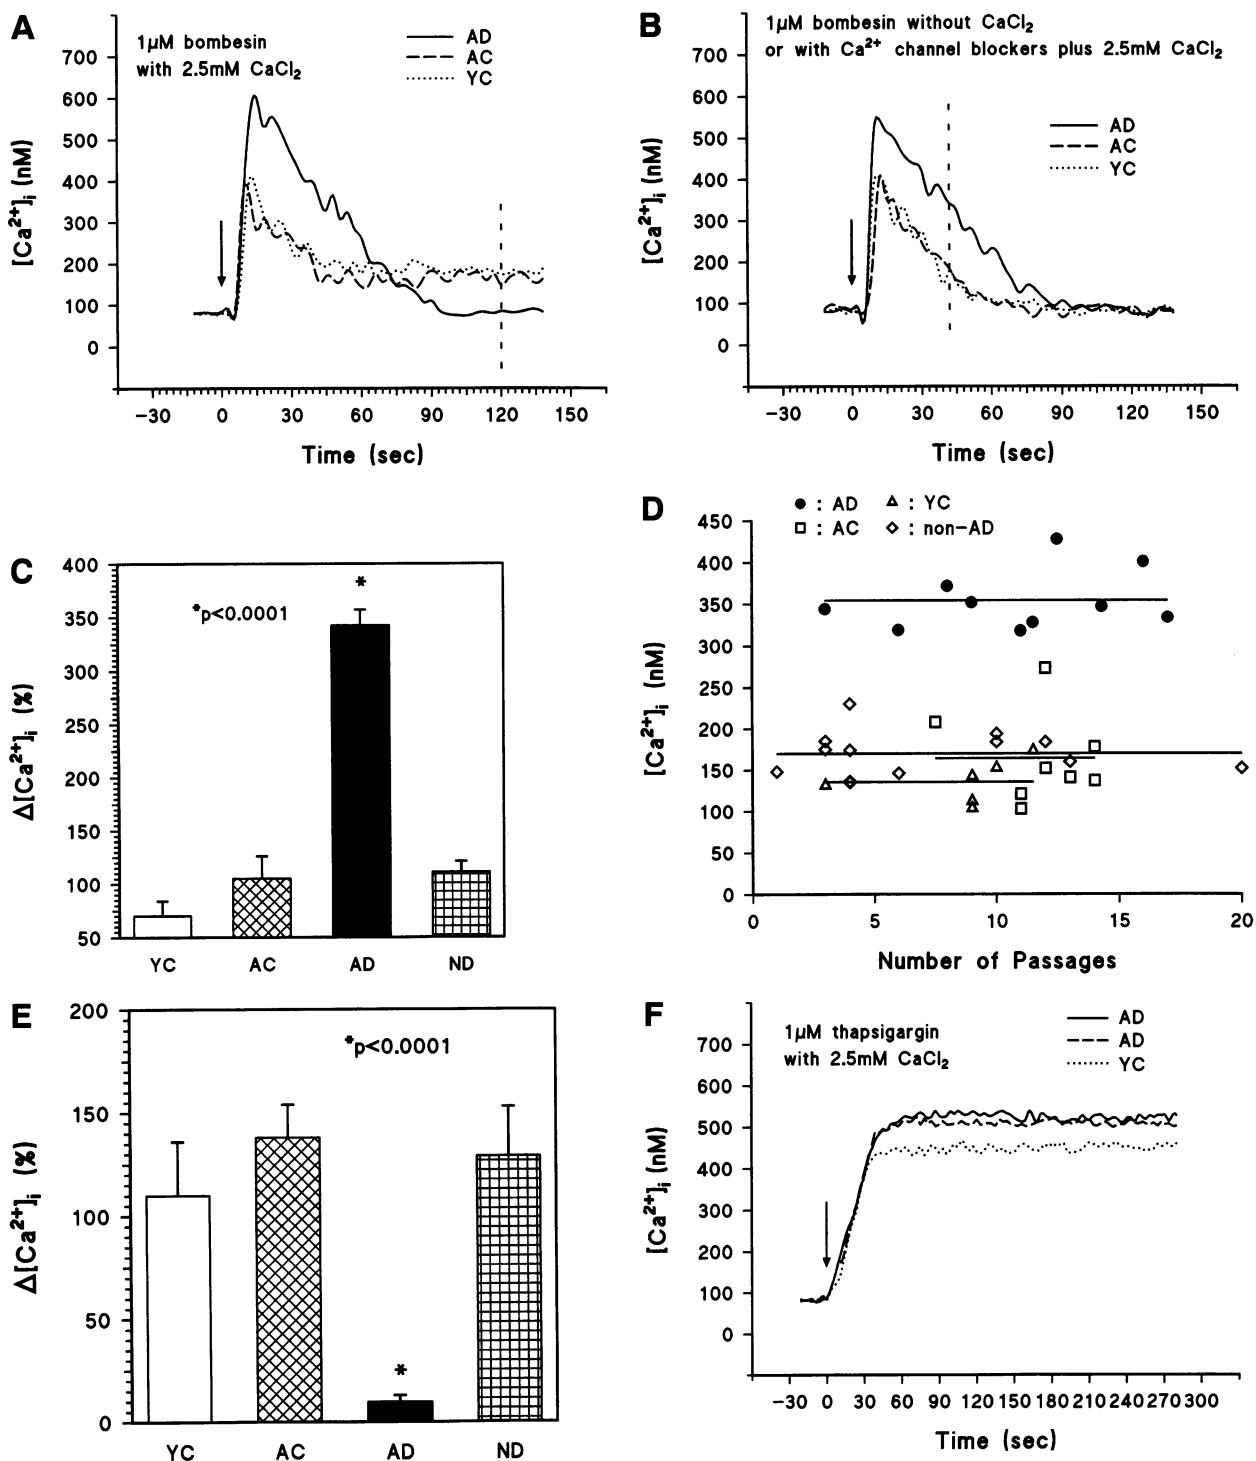 A
1μM bombesin
with 2.5mM CaCl₂
AD
AC
YC
700
600
500
400
300
200
100
0
[Ca²⁺]ᵢ (nM)
−30 0 30 60 90 120 150
Time (sec)
B
1μM bombesin without CaCl₂
or with Ca²⁺ channel blockers plus 2.5mM CaCl₂
AD
AC
YC
700
600
500
400
300
200
100
0
[Ca²⁺]ᵢ (nM)
−30 0 30 60 90 120 150
Time (sec)
C
*p<0.0001
*
400
350
300
250
200
150
100
50
Δ[Ca²⁺]ᵢ (%)
YC AC AD ND
D
● : AD △ : YC
□ : AC ◇ : non−AD
450
400
350
300
250
200
150
100
50
0
[Ca²⁺]ᵢ (nM)
0 5 10 15 20
Number of Passages
E
*p<0.0001
*
200
150
100
50
0
Δ[Ca²⁺]ᵢ (%)
YC AC AD ND
F
1μM thapsigargin
with 2.5mM CaCl₂
AD
AD
YC
700
600
500
400
300
200
100
0
[Ca²⁺]ᵢ (nM)
−30 0 30 60 90 120 150 180 210 240 270 300
Time (sec)